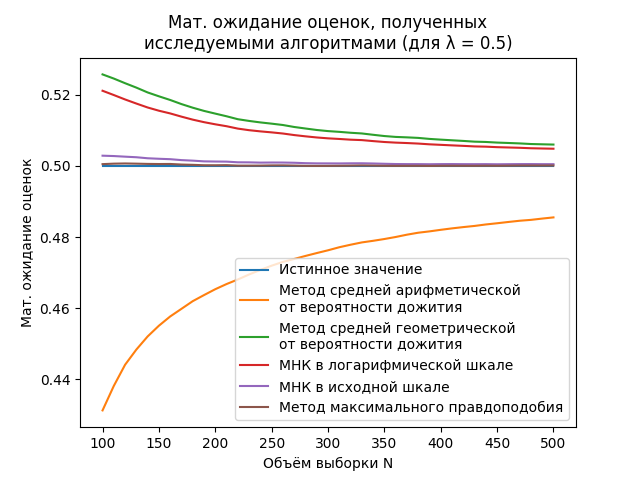 Мат. ожидание оценок, полученных
исследуемыми алгоритмами (для λ = 0.5)
Мат. ожидание оценок
0.52
0.50
0.48
0.46
0.44
Истинное значение
Метод средней арифметической
от вероятности дожития
Метод средней геометрической
от вероятности дожития
МНК в логарифмической шкале
МНК в исходной шкале
Метод максимального правдоподобия
100 150 200 250 300 350 400 450 500
Объём выборки N